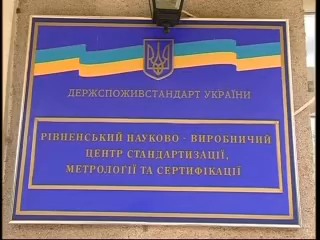 ДЕРЖСПОЖИВСТАНДАРТ УКРАЇНИ
РІВНЕНСЬКИЙ НАУКОВО - ВИРОБНИЧИЙ
ЦЕНТР СТАНДАРТИЗАЦІЇ,
МЕТРОЛОГІЇ ТА СЕРТИФІКАЦІЇ